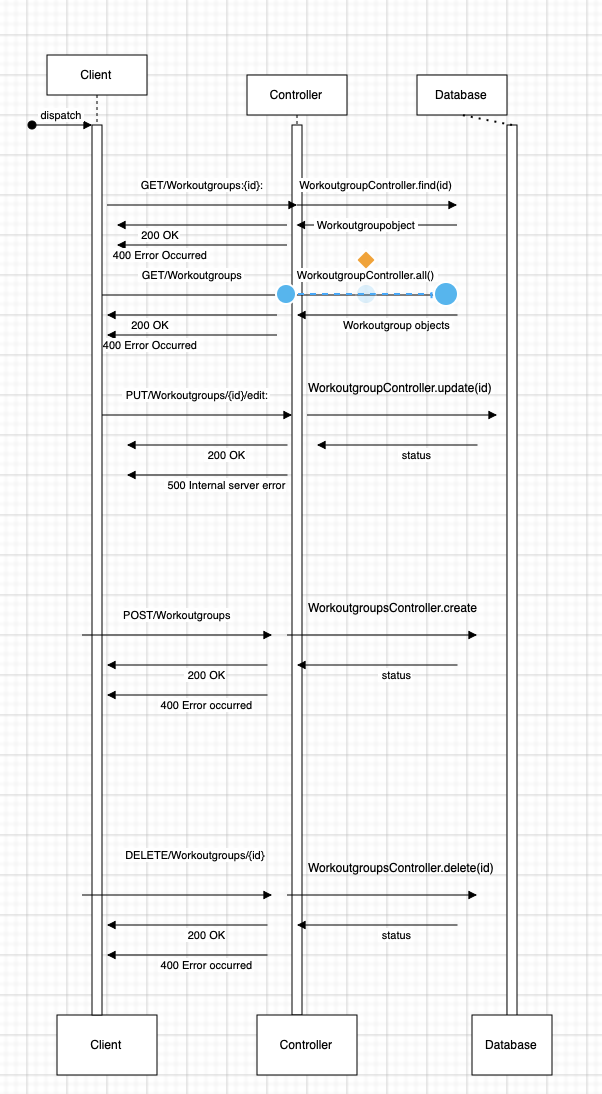 Client
Controller
Database
dispatch
GET/Workoutgroups:{id}:
WorkoutgroupController.find(id)
Workoutgroupobject
200 OK
400 Error Occurred
GET/Workoutgroups
WorkoutgroupController.all()
200 OK
Workoutgroup objects
400 Error Occurred
PUT/Workoutgroups/{id}/edit:
WorkoutgroupController.update(id)
200 OK
status
500 Internal server error
POST/Workoutgroups
WorkoutgroupsController.create
200 OK
status
400 Error occurred
DELETE/Workoutgroups/{id}
WorkoutgroupsController.delete(id)
200 OK
status
400 Error occurred
Client
Controller
Database